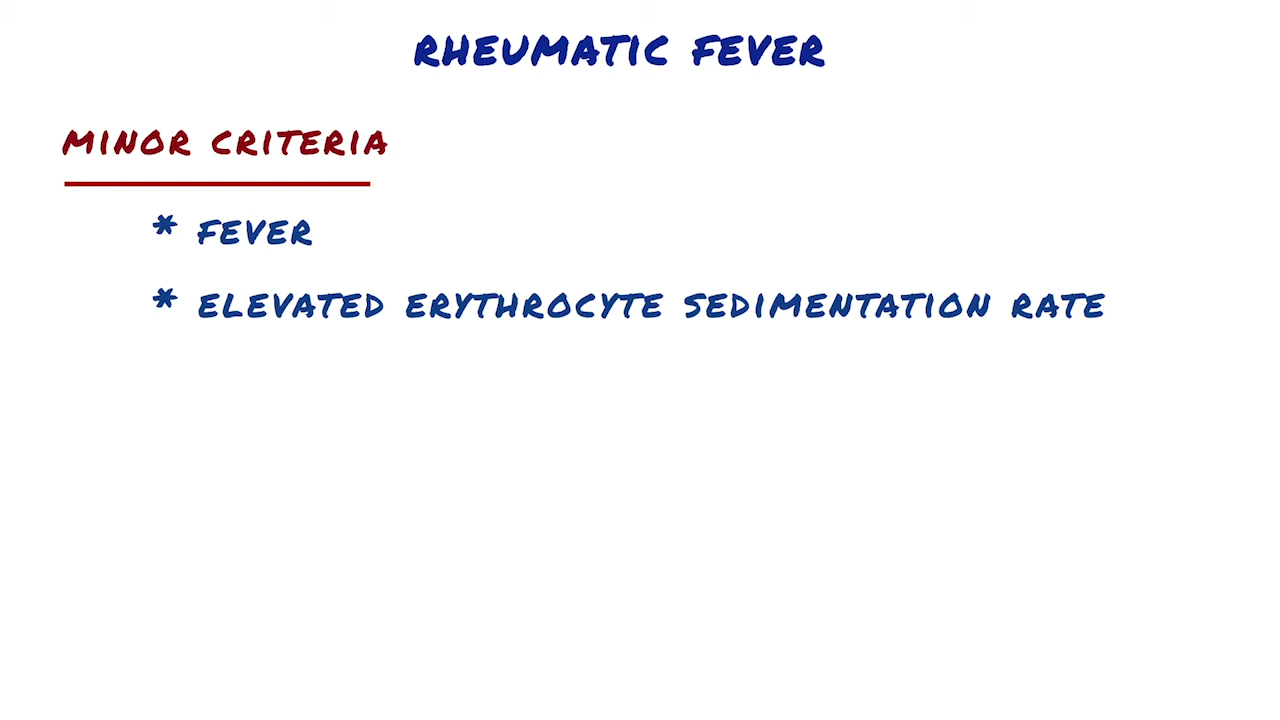 RHEUMATIC FEVER
MINOR CRITERIA
* FEVER
* ELEVATED ERYTHROCYTE SEDIMENTATION RATE